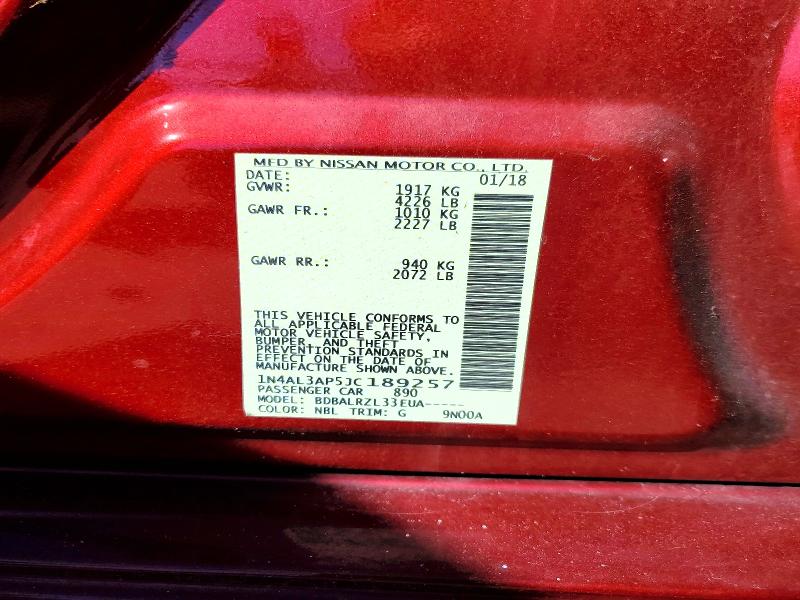 MFD BY NISSAN MOTOR CO., LTD.
DATE: 01/18
GVWR: 1917 KG
4226 LB
GAWR FR.: 1010 KG
2227 LB
GAWR RR.: 940 KG
2072 LB
THIS VEHICLE CONFORMS TO
ALL APPLICABLE FEDERAL
MOTOR VEHICLE SAFETY,
BUMPER, AND THEFT
PREVENTION STANDARDS IN
EFFECT ON THE DATE OF
MANUFACTURE SHOWN ABOVE.
1N4AL3AP5JC189257
PASSENGER CAR 890
MODEL: BDBALRZL33EUA-----
COLOR: NBL TRIM: G 9N00A